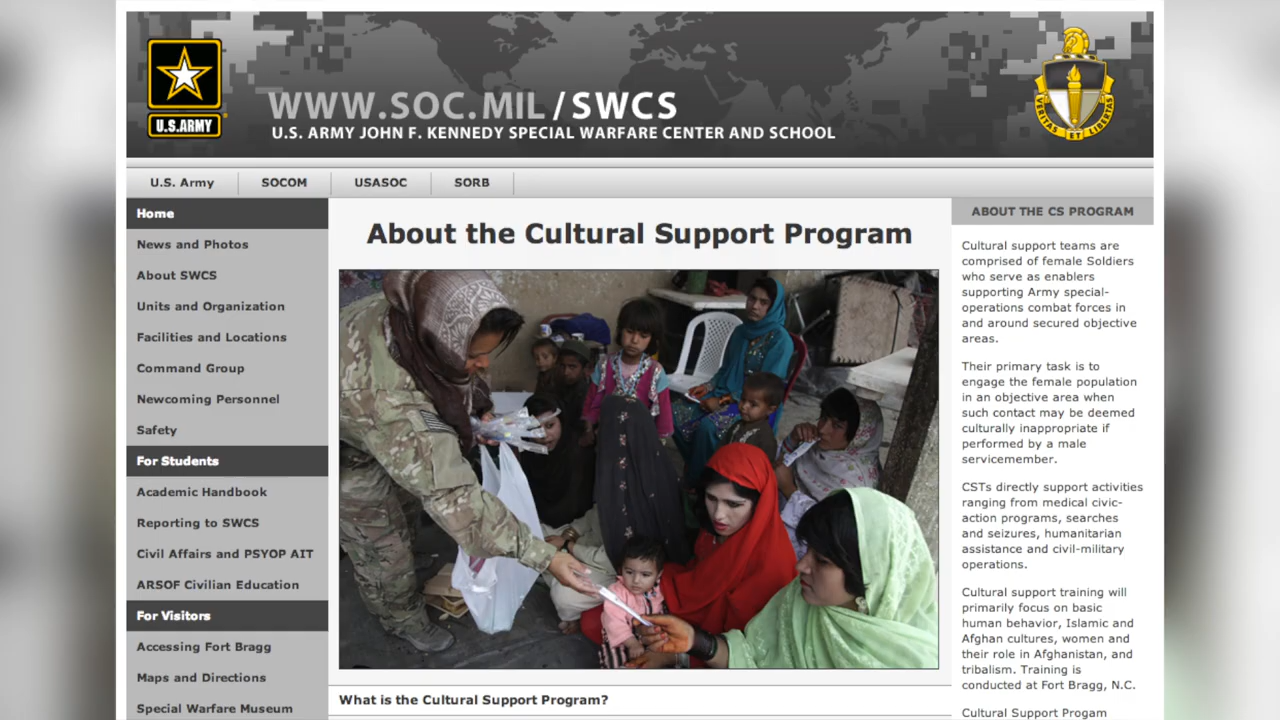 U.S.ARMY
WWW.SOC.MIL/SWCS
U.S. ARMY JOHN F. KENNEDY SPECIAL WARFARE CENTER AND SCHOOL
VERITAS ET LIBERTAS
U.S. Army
SOCOM
USASOC
SORB
Home
News and Photos
About SWCS
Units and Organization
Facilities and Locations
Command Group
Newcoming Personnel
Safety
For Students
Academic Handbook
Reporting to SWCS
Civil Affairs and PSYOP AIT
ARSOF Civilian Education
For Visitors
Accessing Fort Bragg
Maps and Directions
Special Warfare Museum
About the Cultural Support Program
What is the Cultural Support Program?
ABOUT THE CS PROGRAM
Cultural support teams are
comprised of female Soldiers
who serve as enablers
supporting Army special-
operations combat forces in
and around secured objective
areas.
Their primary task is to
engage the female population
in an objective area when
such contact may be deemed
culturally inappropriate if
performed by a male
servicemember.
CSTs directly support activities
ranging from medical civic-
action programs, searches
and seizures, humanitarian
assistance and civil-military
operations.
Cultural support training will
primarily focus on basic
human behavior, Islamic and
Afghan cultures, women and
their role in Afghanistan, and
tribalism. Training is
conducted at Fort Bragg, N.C.
Cultural Support Progam